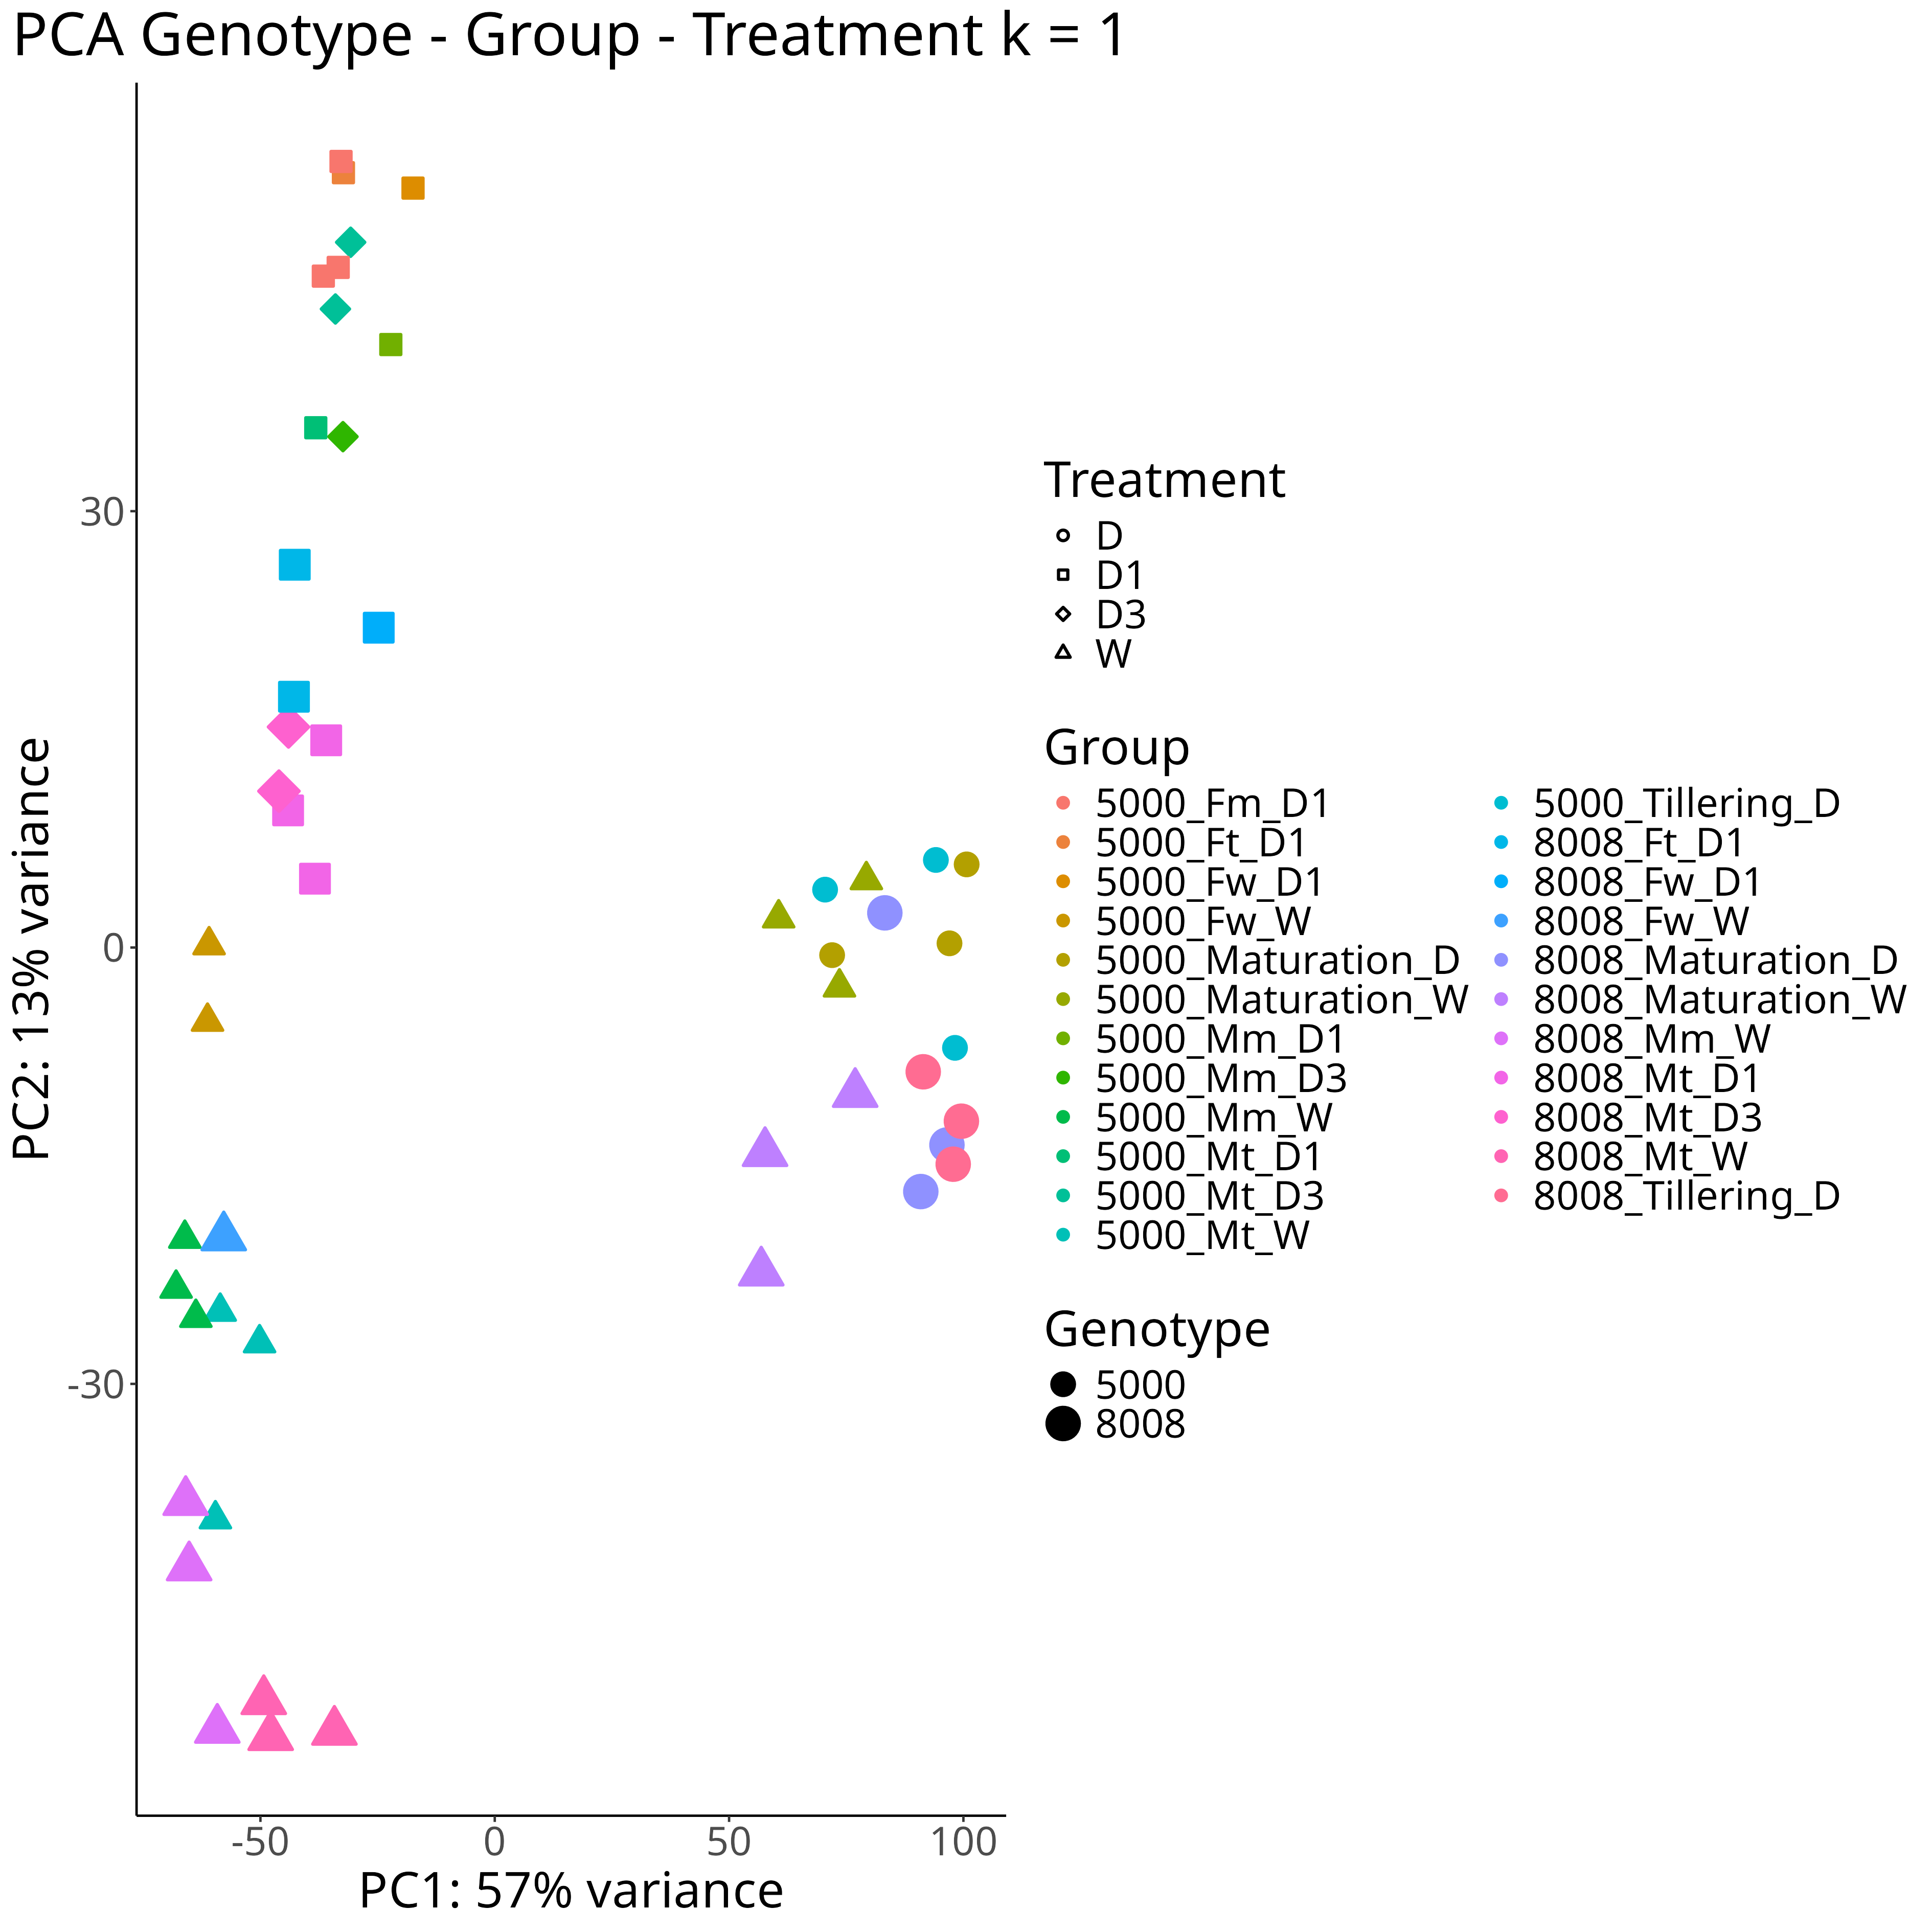 PCA Genotype - Group - Treatment k = 1
30
0
-30
PC2: 13% variance
-50
0
50
100
PC1: 57% variance
Treatment
D
D1
D3
W
Group
5000_Fm_D1
5000_Ft_D1
5000_Fw_D1
5000_Fw_W
5000_Maturation_D
5000_Maturation_W
5000_Mm_D1
5000_Mm_D3
5000_Mm_W
5000_Mt_D1
5000_Mt_D3
5000_Mt_W
5000_Tillering_D
8008_Ft_D1
8008_Fw_D1
8008_Fw_W
8008_Maturation_D
8008_Maturation_W
8008_Mm_W
8008_Mt_D1
8008_Mt_D3
8008_Mt_W
8008_Tillering_D
Genotype
5000
8008